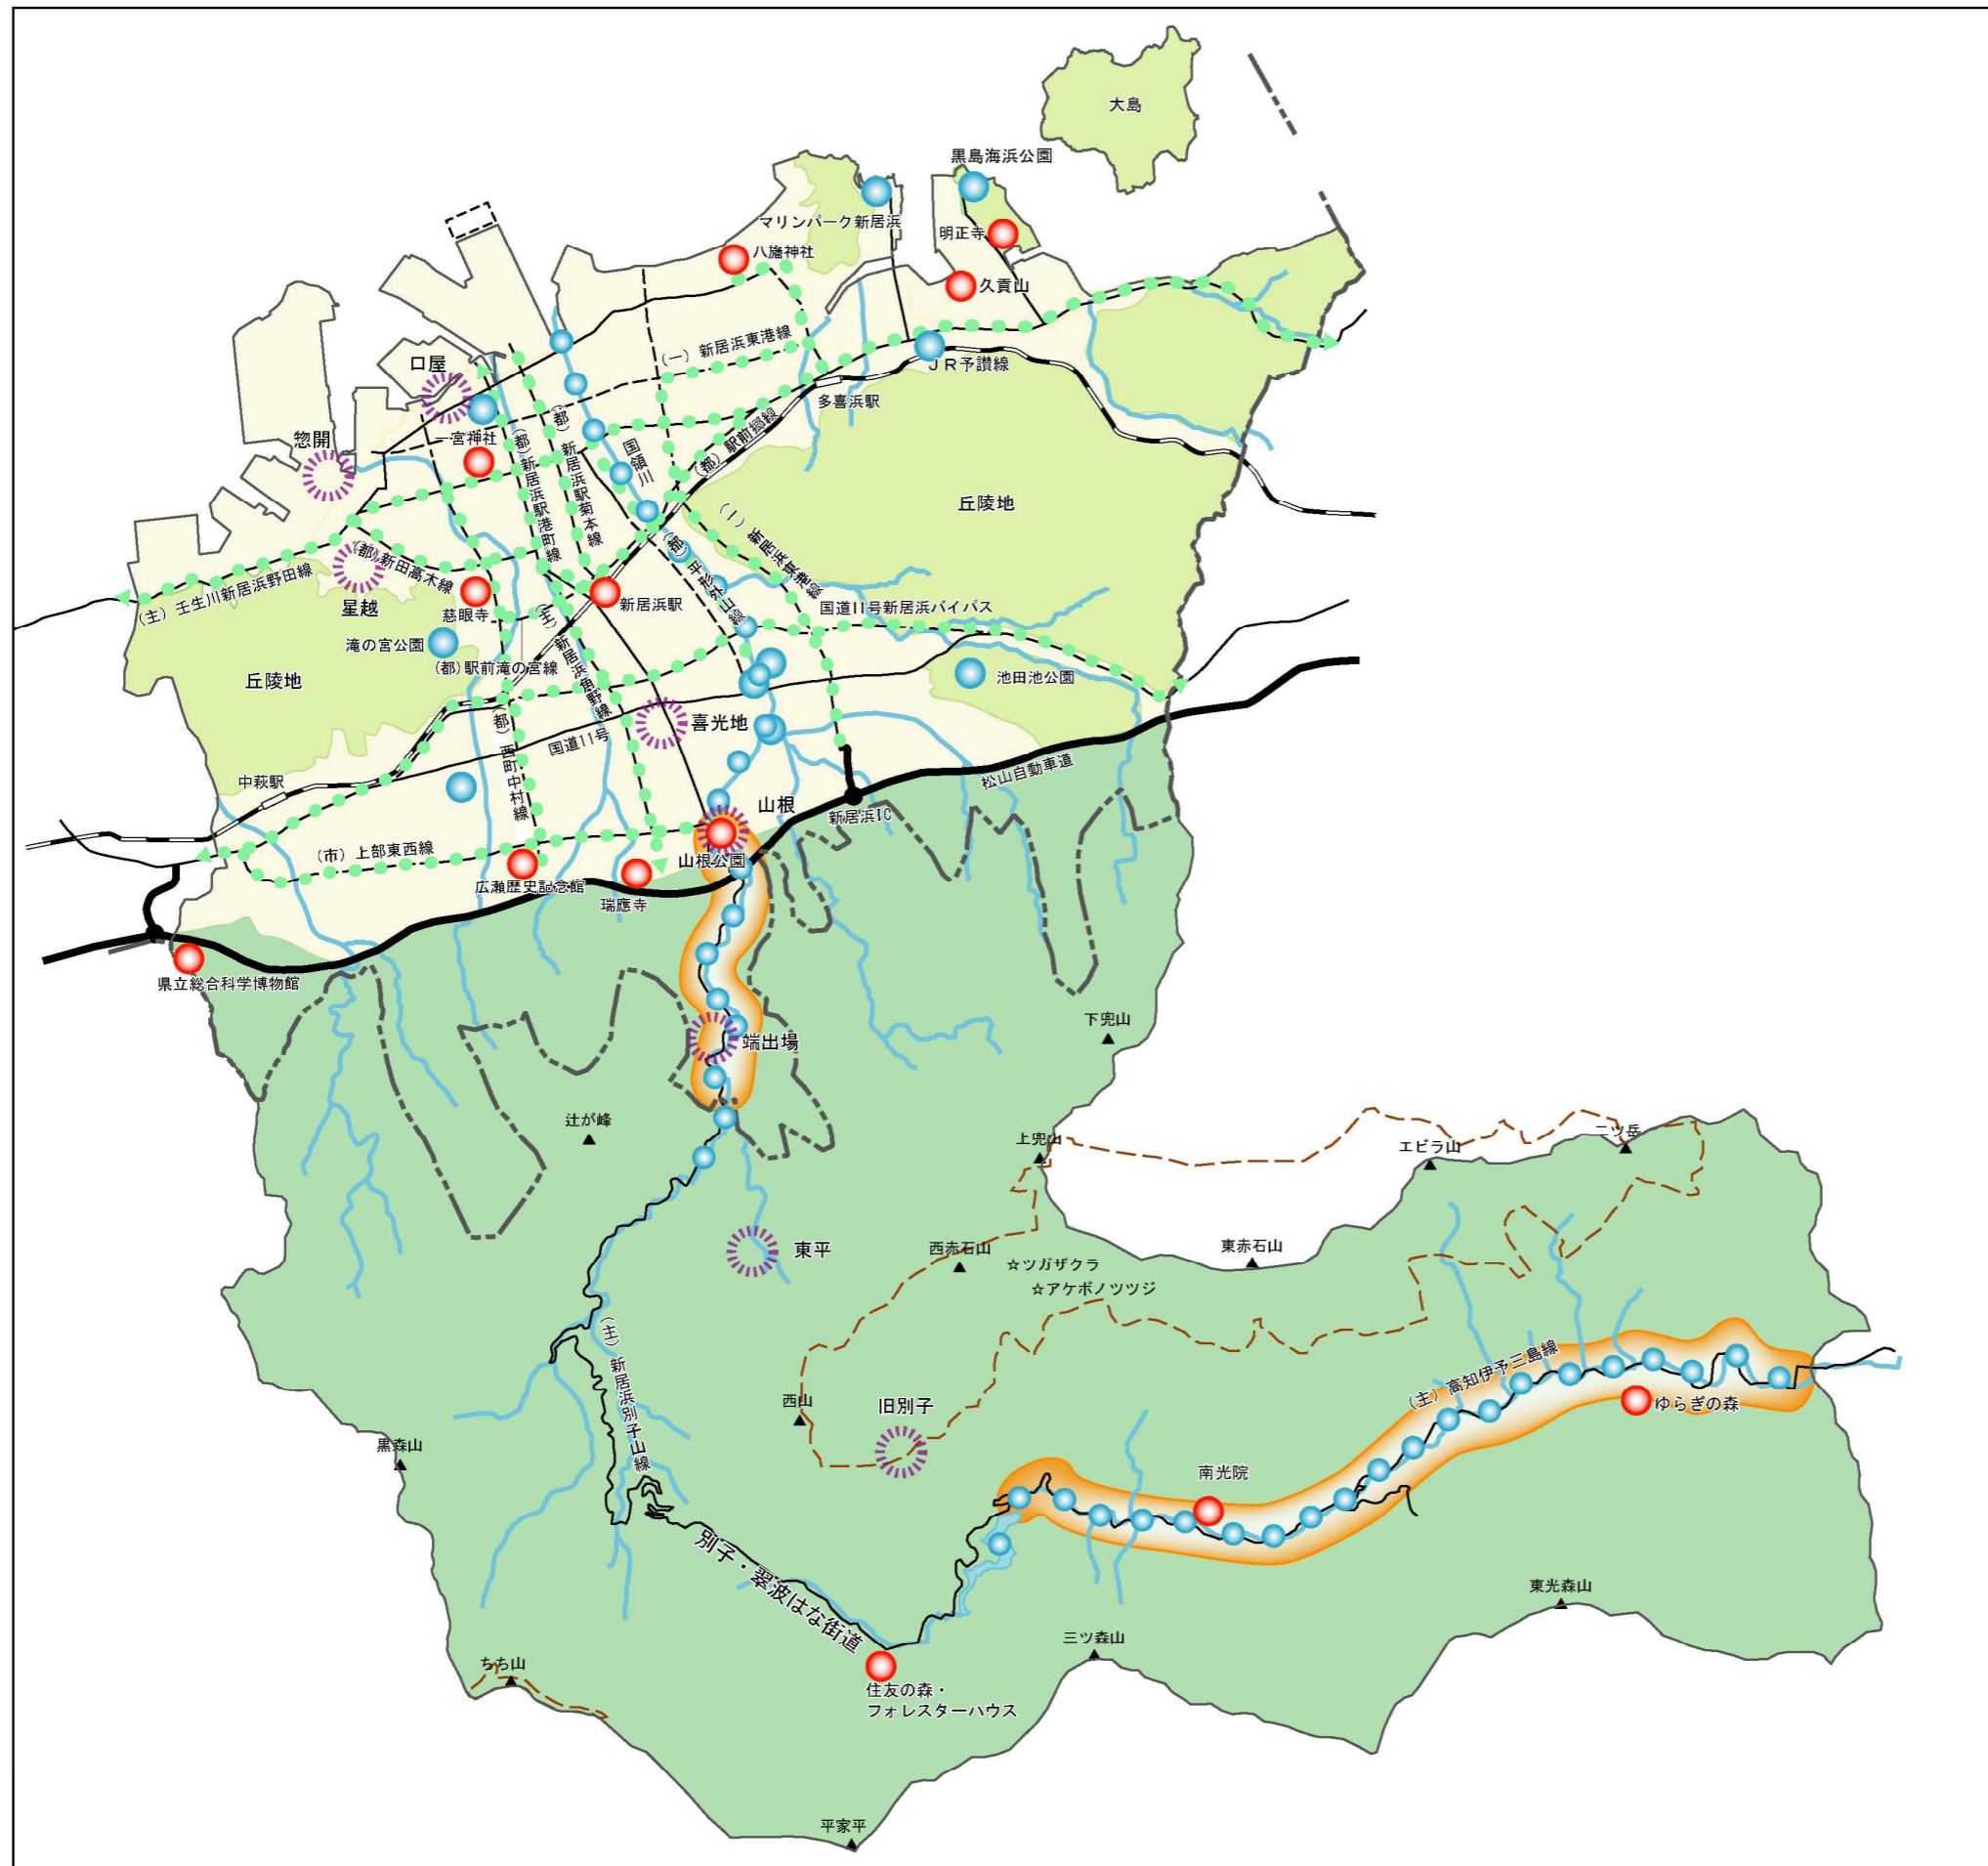 大島
黒島海浜公園
マリンパーク新居浜
明正寺
八旛神社
久貢山
(一)新居浜東港線
JR予讃線
口屋
多喜浜駅
一宮神社
惣開
国領川
(都)駅前郷線
(都)新居浜駅菊本線
(都)新居浜駅港町線
丘陵地
(一)新居浜東港線
(都)平形外山線
(都)新田高木線
(主)壬生川新居浜野田線
星越
慈眼寺
新居浜駅
国道11号新居浜バイパス
滝の宮公園
(都)駅前滝の宮線
(主)新居浜角野線
池田池公園
丘陵地
喜光地
国道11号
(都)西町中村線
中萩駅
松山自動車道
新居浜IC
山根
(市)上部東西線
山根公園
広瀬歴史記念館
瑞應寺
県立総合科学博物館
下兜山
端出場
辻が峰
上兜山
エビラ山
二ツ岳
東平
西赤石山
☆ツガザクラ
東赤石山
☆アケボノツツジ
(主)新居浜別子山線
(主)高知伊予三島線
西山
旧別子
ゆらぎの森
黒森山
南光院
別子・翠波はな街道
東光森山
三ツ森山
ちち山
住友の森・
フォレスターハウス
平家平